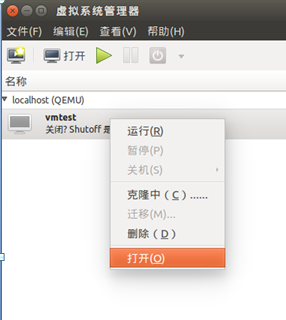 虚拟系统管理器
文件(F) 编辑(E) 查看(V) 帮助(H)
打开
名称
localhost (QEMU)
vmtest
关闭? Shutoff 是
运行(R)
暂停(P)
关机(S)
克隆中（C）......
迁移(M)...
删除（D）
打开(O)